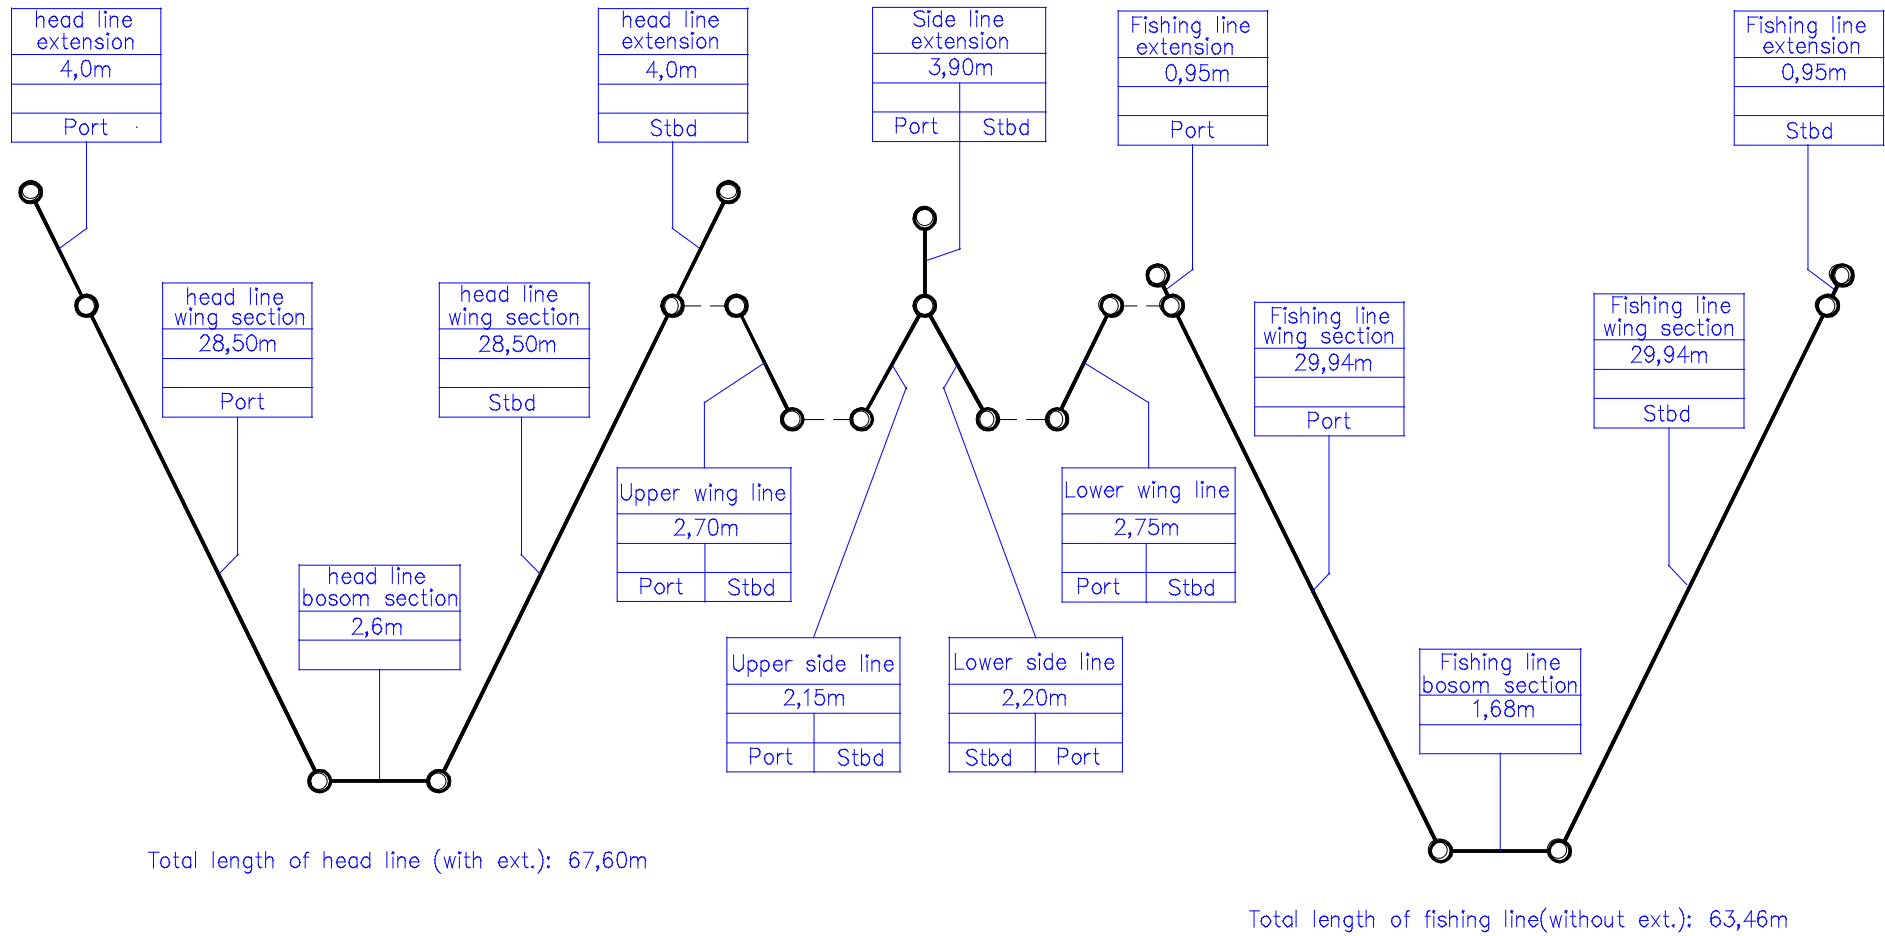 head line
extension
4,0m
Port
head line
extension
4,0m
Stbd
Side line
extension
3,90m
Port Stbd
Fishing line
extension
0,95m
Port
Fishing line
extension
0,95m
Stbd
head line
wing section
28,50m
Port
head line
wing section
28,50m
Stbd
Fishing line
wing section
29,94m
Port
Fishing line
wing section
29,94m
Stbd
Upper wing line
2,70m
Port Stbd
Lower wing line
2,75m
Port Stbd
head line
bosom section
2,6m
Upper side line
2,15m
Port Stbd
Lower side line
2,20m
Stbd Port
Fishing line
bosom section
1,68m
Total length of head line (with ext.): 67,60m
Total length of fishing line(without ext.): 63,46m